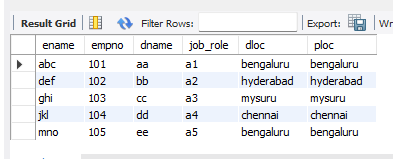 Result Grid Filter Rows: Export: Wr
ename empno dname job_role dloc ploc
abc 101 aa a1 bengaluru bengaluru
def 102 bb a2 hyderabad hyderabad
ghi 103 cc a3 mysuru mysuru
jkl 104 dd a4 chennai chennai
mno 105 ee a5 bengaluru bengaluru